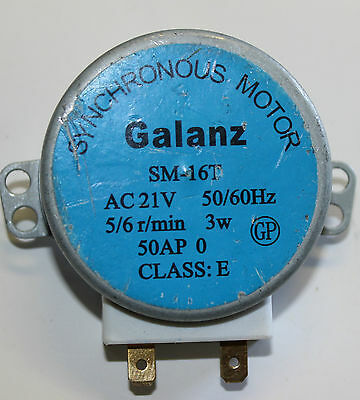 SYNCHRONOUS MOTOR
Galanz
SM-16T
AC 21V 50/60Hz
5/6 r/min 3w
50AP 0 GP
CLASS: E